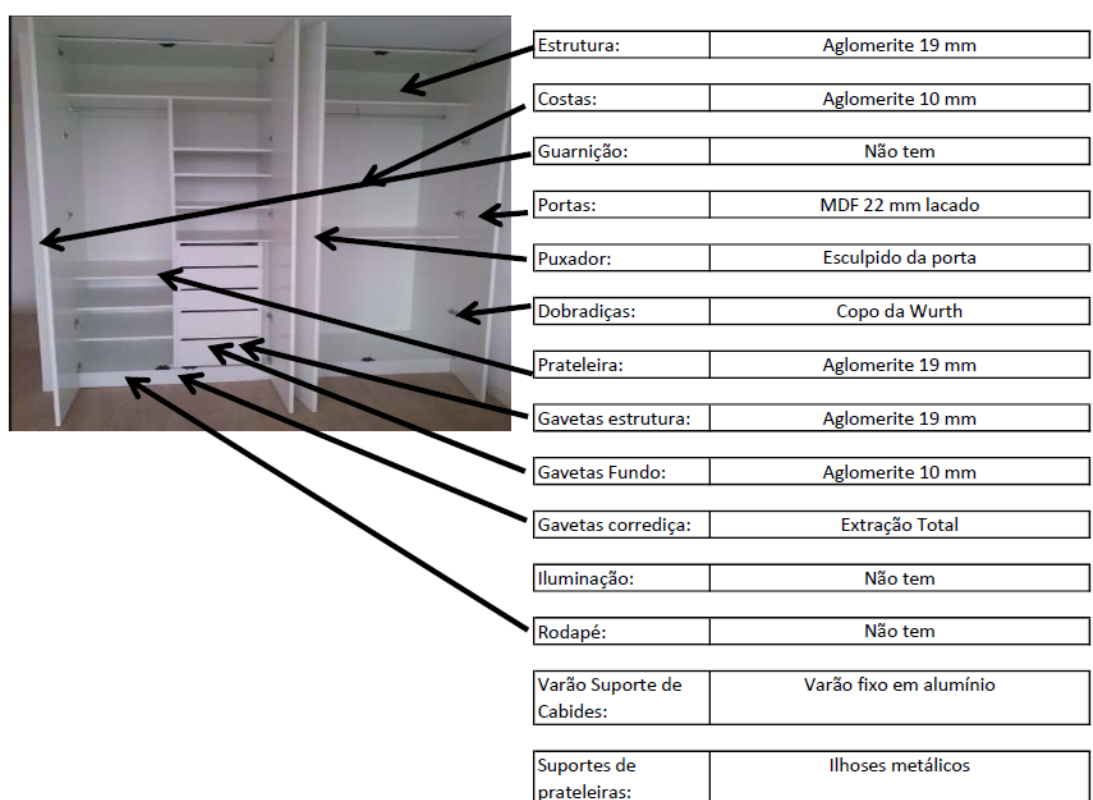 Estrutura: Aglomerite 19 mm
Costas: Aglomerite 10 mm
Guarnição: Não tem
Portas: MDF 22 mm lacado
Puxador: Esculpido da porta
Dobradiças: Copo da Wurth
Prateleira: Aglomerite 19 mm
Gavetas estrutura: Aglomerite 19 mm
Gavetas Fundo: Aglomerite 10 mm
Gavetas corrediça: Extração Total
Iluminação: Não tem
Rodapé: Não tem
Varão Suporte de Varão fixo em alumínio
Cabides:
Suportes de Ilhoses metálicos
prateleiras: